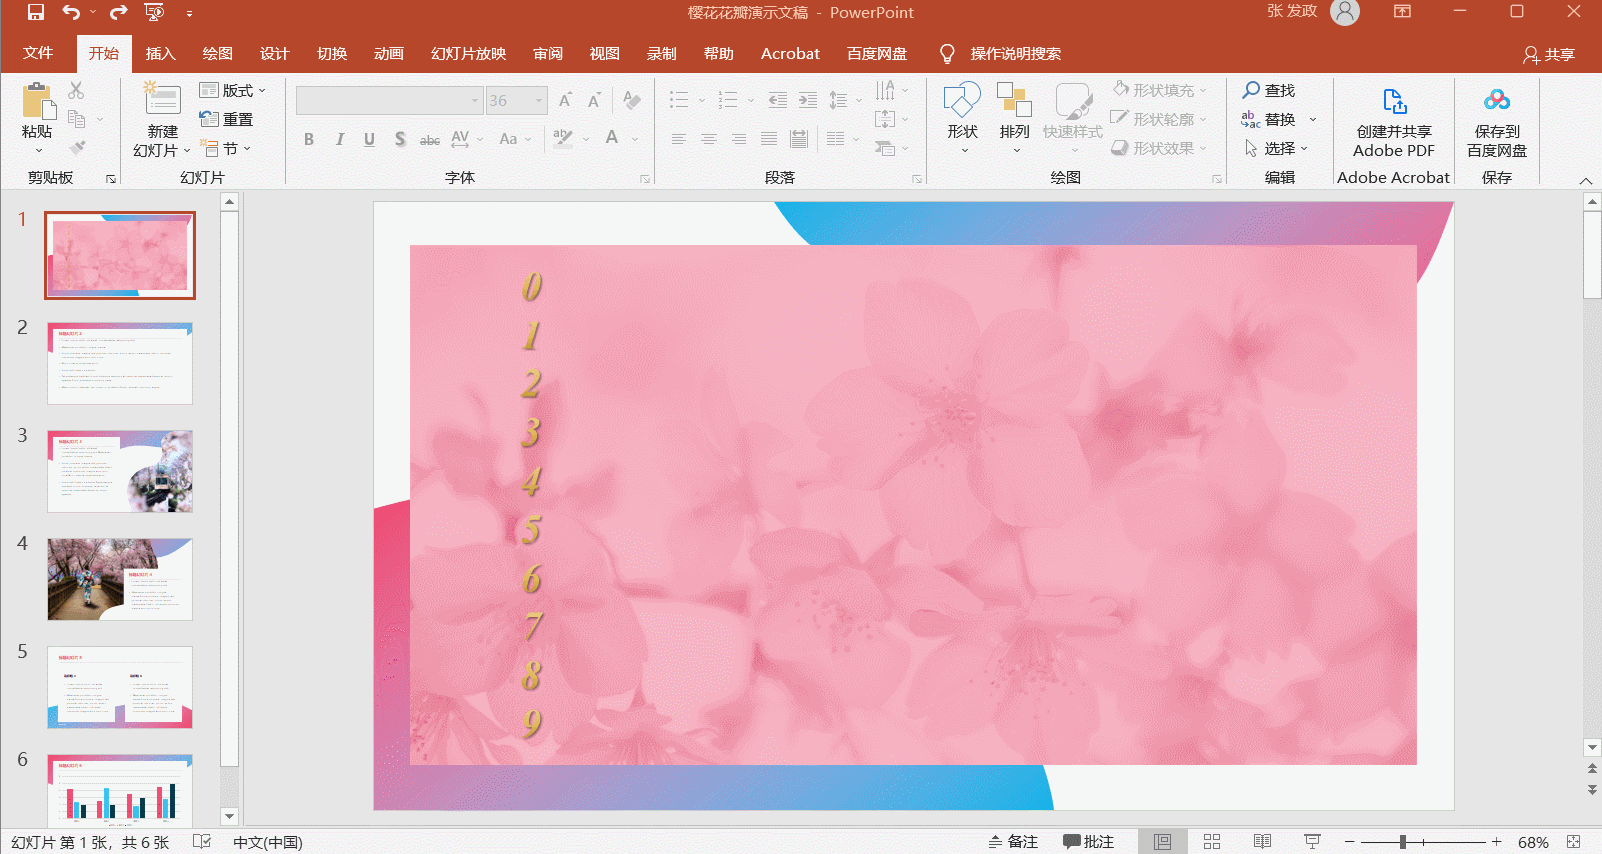 樱花花瓣演示文稿 - PowerPoint
张 发政
文件 开始 插入 绘图 设计 切换 动画 幻灯片放映 审阅 视图 录制 帮助 Acrobat 百度网盘 操作说明搜索 共享
粘贴
剪贴板
新建
幻灯片
版式
重置
节
幻灯片
36
B I U S abc AV Aa A
字体
段落
形状
排列
快速样式
形状填充
形状轮廓
形状效果
绘图
查找
替换
选择
编辑
创建并共享
Adobe PDF
Adobe Acrobat
保存到
百度网盘
保存
1
2
3
4
5
6
0
1
2
3
4
5
6
7
8
9
幻灯片 第 1 张，共 6 张 中文(中国) 备注 批注 68%